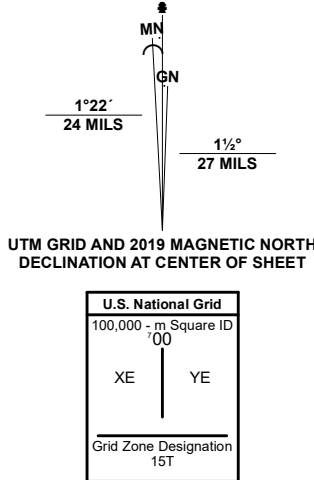 MN
GN
1°22´
24 MILS
1½°
27 MILS
UTM GRID AND 2019 MAGNETIC NORTH
DECLINATION AT CENTER OF SHEET
U.S. National Grid
100,000 - m Square ID
⁷00
XE YE
Grid Zone Designation
15T